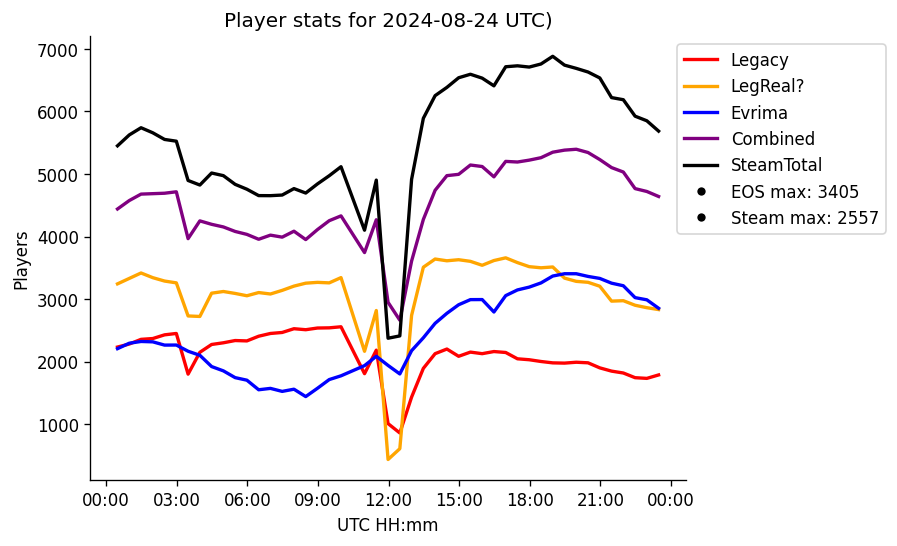 Player stats for 2024-08-24 UTC)
7000
6000
5000
4000
3000
2000
1000
Players
00:00 03:00 06:00 09:00 12:00 15:00 18:00 21:00 00:00
UTC HH:mm
Legacy
LegReal?
Evrima
Combined
SteamTotal
EOS max: 3405
Steam max: 2557